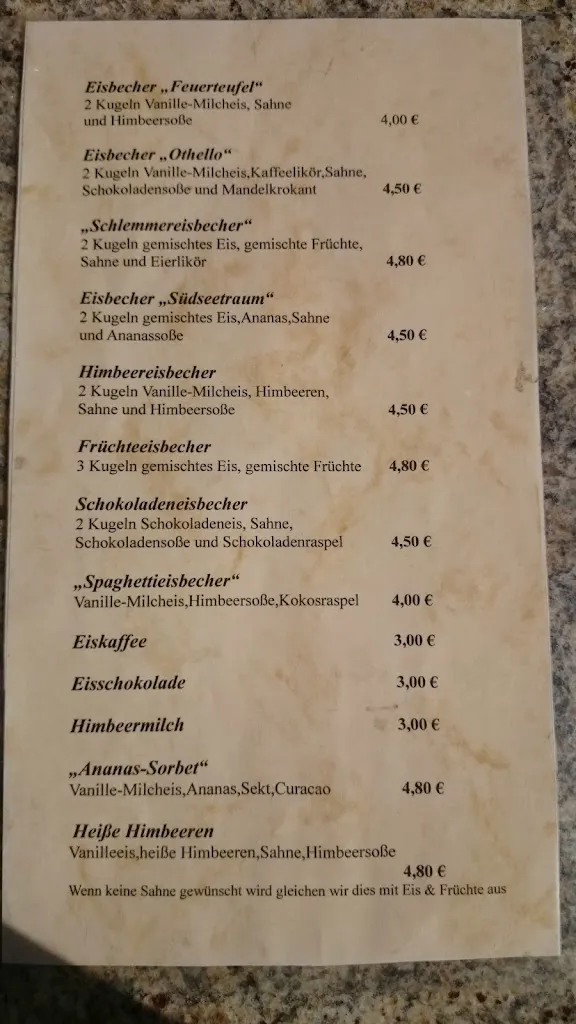 Eisbecher „Feuerteufel“
2 Kugeln Vanille-Milcheis, Sahne
und Himbeersoße 4,00 €
Eisbecher „Othello“
2 Kugeln Vanille-Milcheis,Kaffeelikör,Sahne,
Schokoladensoße und Mandelkrokant 4,50 €
„Schlemmereisbecher“
2 Kugeln gemischtes Eis, gemischte Früchte,
Sahne und Eierlikör 4,80 €
Eisbecher „Südseetraum“
2 Kugeln gemischtes Eis,Ananas,Sahne
und Ananassoße 4,50 €
Himbeereisbecher
2 Kugeln Vanille-Milcheis, Himbeeren,
Sahne und Himbeersoße 4,50 €
Früchteeisbecher
3 Kugeln gemischtes Eis, gemischte Früchte 4,80 €
Schokoladeneisbecher
2 Kugeln Schokoladeneis, Sahne,
Schokoladensoße und Schokoladenraspel 4,50 €
„Spaghettieisbecher“
Vanille-Milcheis,Himbeersoße,Kokosraspel 4,00 €
Eiskaffee 3,00 €
Eisschokolade 3,00 €
Himbeermilch 3,00 €
„Ananas-Sorbet“
Vanille-Milcheis,Ananas,Sekt,Curacao 4,80 €
Heiße Himbeeren
Vanilleeis,heiße Himbeeren,Sahne,Himbeersoße
4,80 €
Wenn keine Sahne gewünscht wird gleichen wir dies mit Eis & Früchte aus